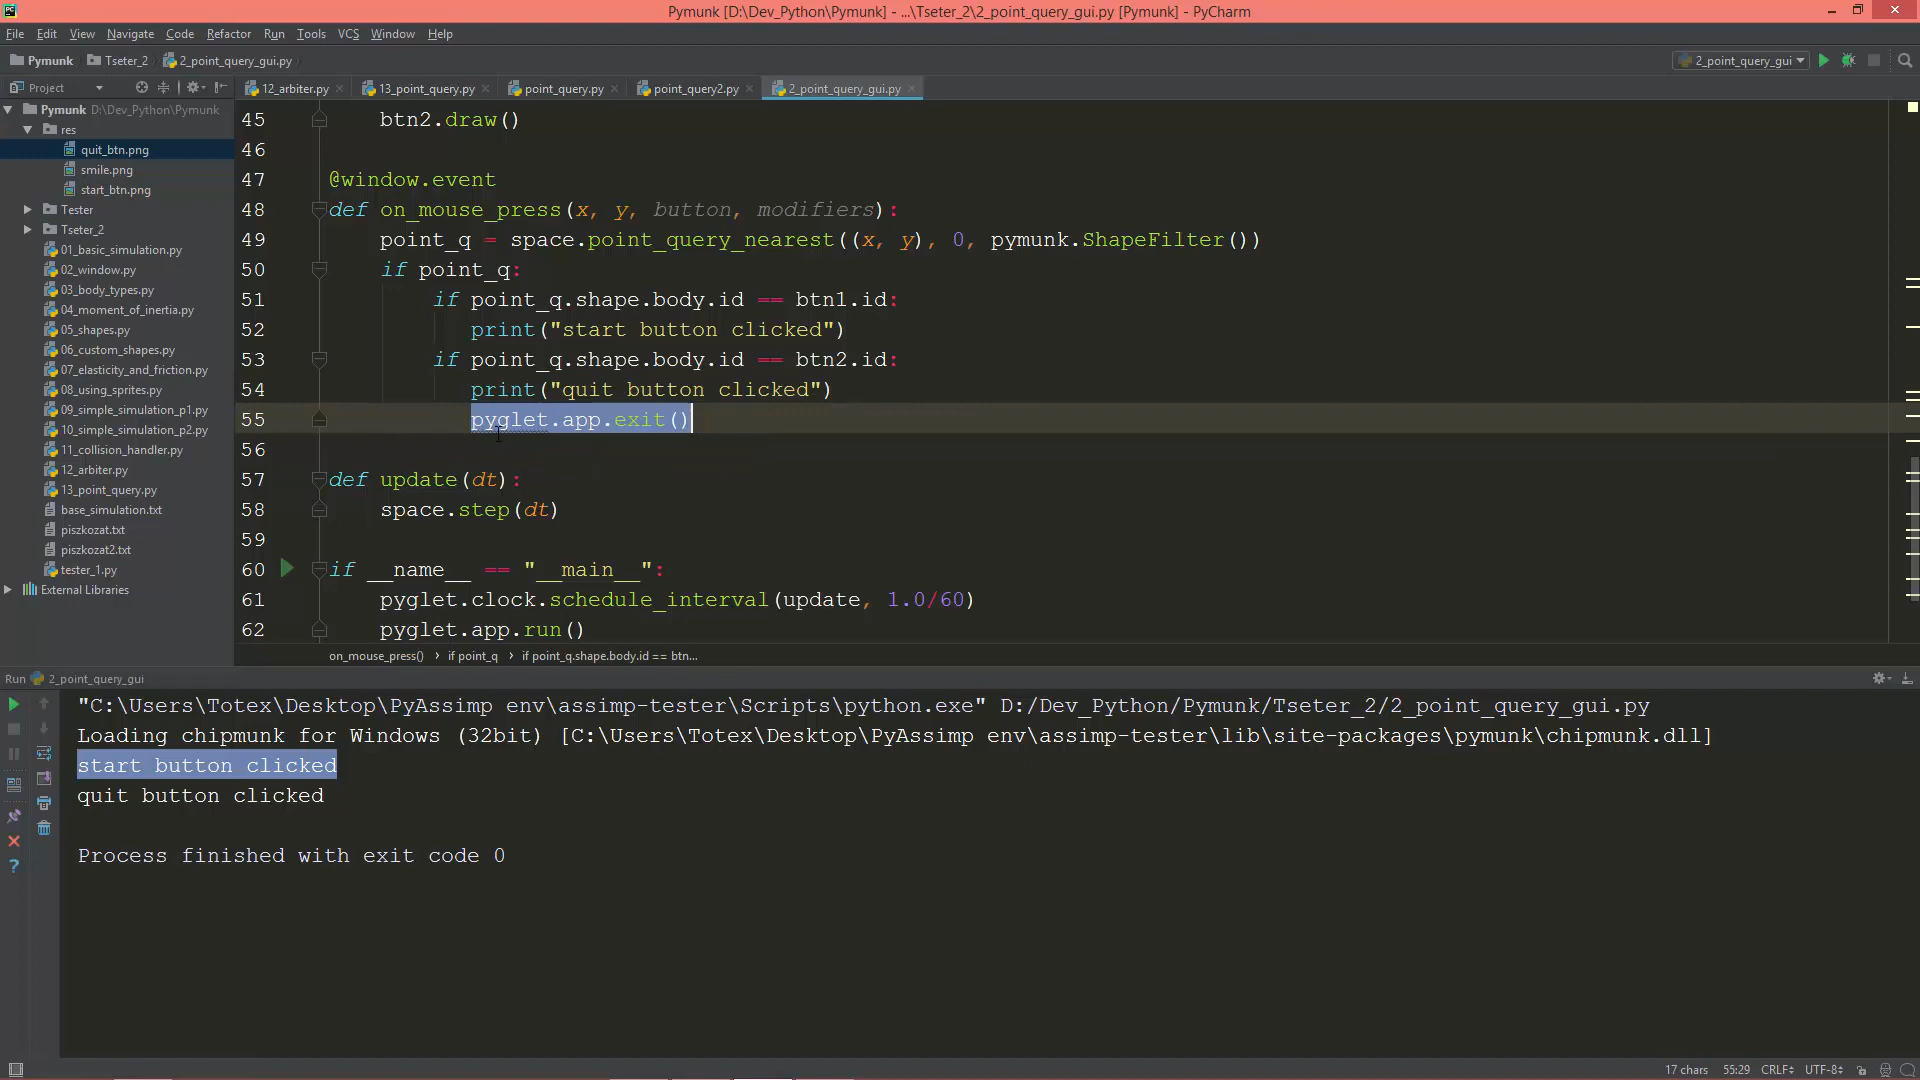 Pymunk [D:\Dev_Python\Pymunk] - ...\Tseter_2\2_point_query_gui.py [Pymunk] - PyCharm
File Edit View Navigate Code Refactor Run Tools VCS Window Help
Pymunk Tseter_2 2_point_query_gui.py 2_point_query_gui
Project 12_arbiter.py 13_point_query.py point_query.py point_query2.py 2_point_query_gui.py
Pymunk D:\Dev_Python\Pymunk
res
quit_btn.png
smile.png
start_btn.png
Tester
Tseter_2
01_basic_simulation.py
02_window.py
03_body_types.py
04_moment_of_inertia.py
05_shapes.py
06_custom_shapes.py
07_elasticity_and_friction.py
08_using_sprites.py
09_simple_simulation_p1.py
10_simple_simulation_p2.py
11_collision_handler.py
12_arbiter.py
13_point_query.py
base_simulation.txt
piszkozat.txt
piszkozat2.txt
tester_1.py
External Libraries
45 btn2.draw()
46
47 @window.event
48 def on_mouse_press(x, y, button, modifiers):
49 point_q = space.point_query_nearest((x, y), 0, pymunk.ShapeFilter())
50 if point_q:
51 if point_q.shape.body.id == btn1.id:
52 print("start button clicked")
53 if point_q.shape.body.id == btn2.id:
54 print("quit button clicked")
55 pyglet.app.exit()
56
57 def update(dt):
58 space.step(dt)
59
60 if __name__ == "__main__":
61 pyglet.clock.schedule_interval(update, 1.0/60)
62 pyglet.app.run()
on_mouse_press() › if point_q › if point_q.shape.body.id == btn...
Run 2_point_query_gui
"C:\Users\Totex\Desktop\PyAssimp env\assimp-tester\Scripts\python.exe" D:/Dev_Python/Pymunk/Tseter_2/2_point_query_gui.py
Loading chipmunk for Windows (32bit) [C:\Users\Totex\Desktop\PyAssimp env\assimp-tester\lib\site-packages\pymunk\chipmunk.dll]
start button clicked
quit button clicked
Process finished with exit code 0
17 chars 55:29 CRLF÷ UTF-8÷